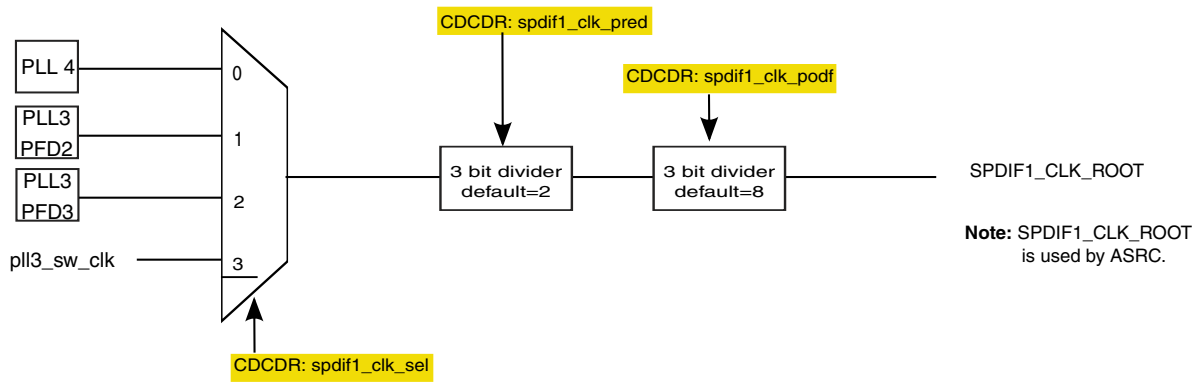 CDCDR: spdif1_clk_pred
PLL 4
0
CDCDR: spdif1_clk_podf
PLL3
PFD2
1
3 bit divider
default=2
3 bit divider
default=8
SPDIF1_CLK_ROOT
PLL3
PFD3
2
Note: SPDIF1_CLK_ROOT
is used by ASRC.
pll3_sw_clk
3
CDCDR: spdif1_clk_sel